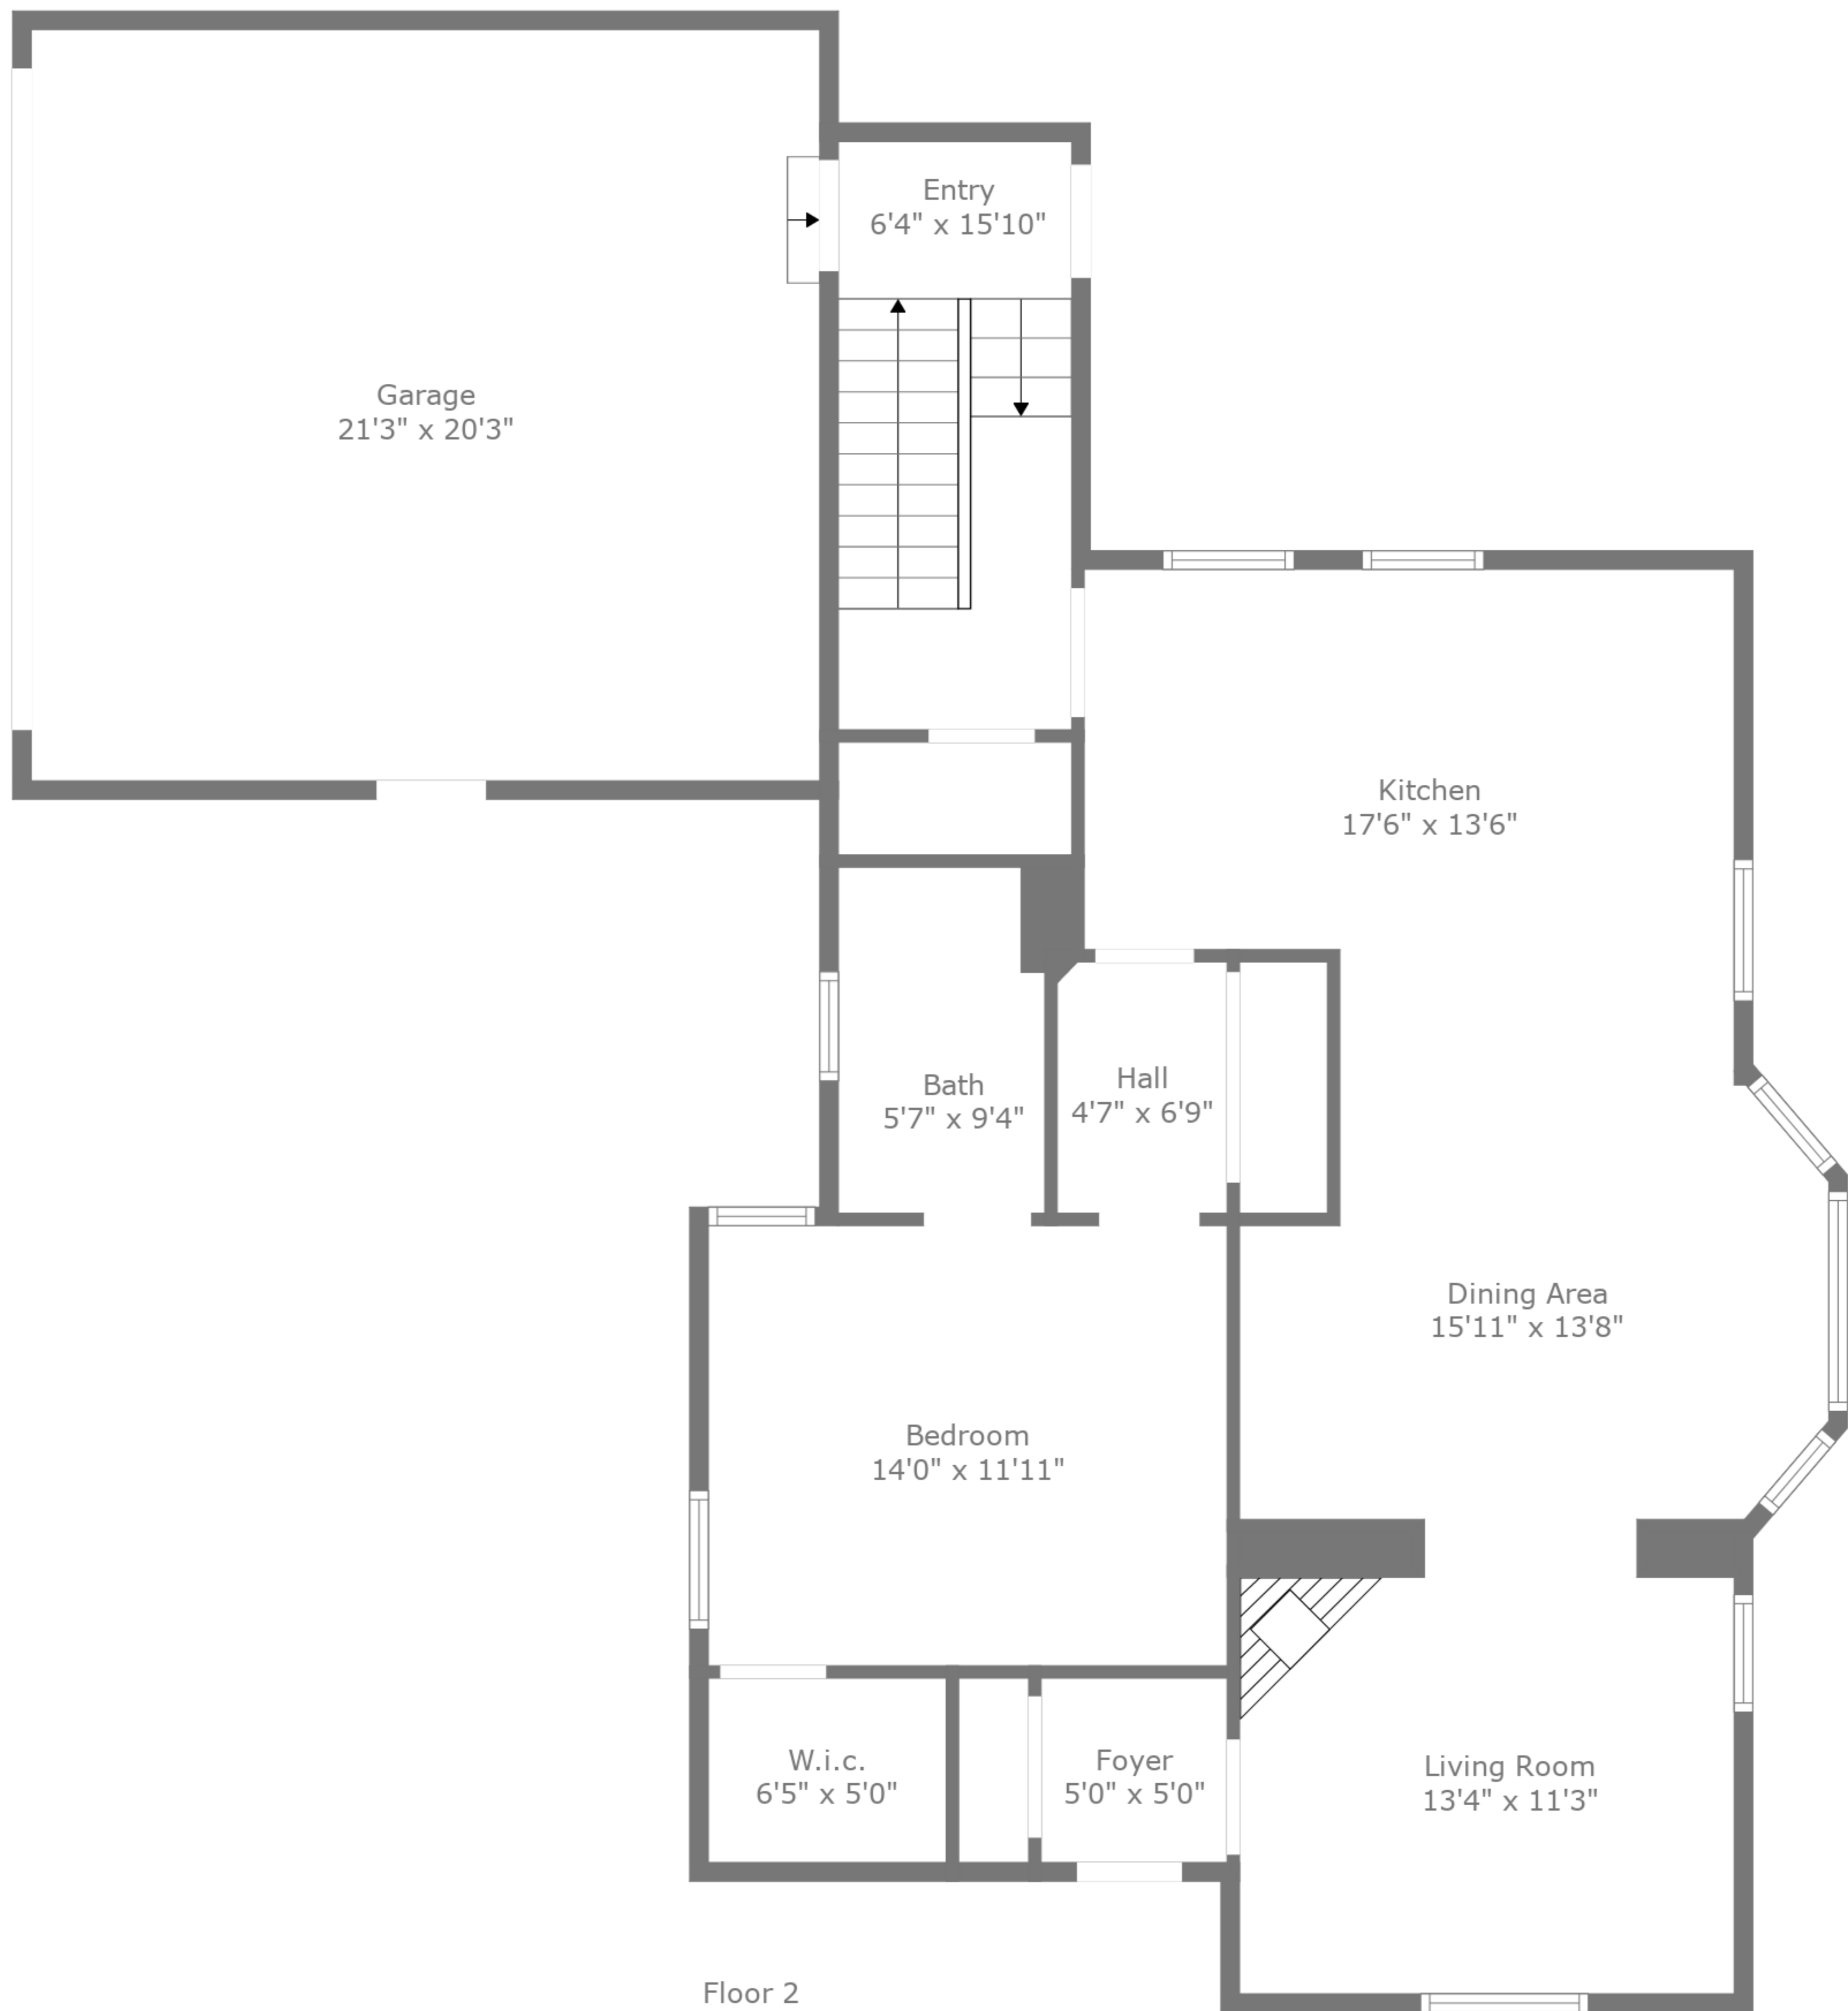 Entry
6'4" x 15'10"
Garage
21'3" x 20'3"
Kitchen
17'6" x 13'6"
Bath
5'7" x 9'4"
Hall
4'7" x 6'9"
Dining Area
15'11" x 13'8"
Bedroom
14'0" x 11'11"
W.i.c.
6'5" x 5'0"
Foyer
5'0" x 5'0"
Living Room
13'4" x 11'3"
Floor 2